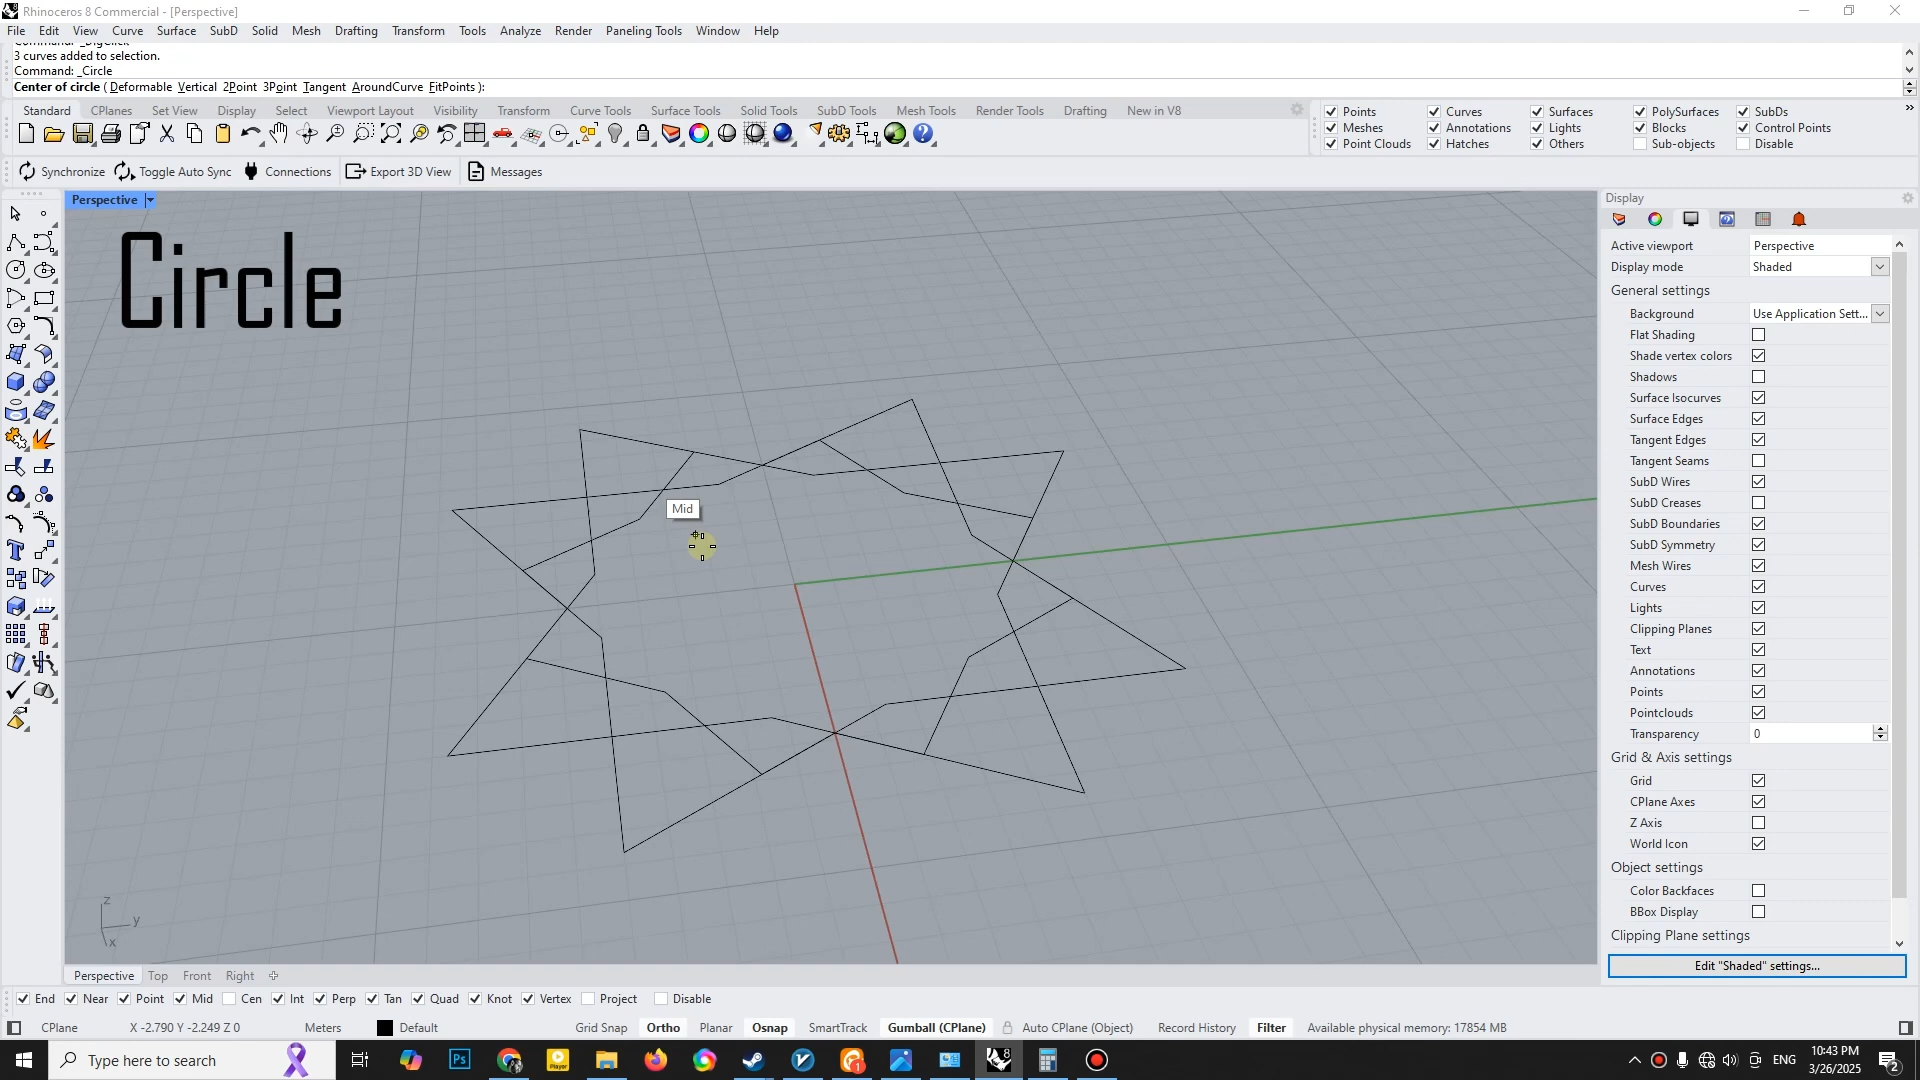 Rhinoceros 8 Commercial - [Perspective]
File Edit View Curve Surface SubD Solid Mesh Drafting Transform Tools Analyze Render Paneling Tools Window Help
3 curves added to selection.
Command: _Circle
Center of circle ( Deformable Vertical 2Point 3Point Tangent AroundCurve FitPoints ):
Standard CPlanes Set View Display Select Viewport Layout Visibility Transform Curve Tools Surface Tools Solid Tools SubD Tools Mesh Tools Render Tools Drafting New in V8
Points Curves Surfaces PolySurfaces SubDs
Meshes Annotations Lights Blocks Control Points
Point Clouds Hatches Others Sub-objects Disable
Synchronize Toggle Auto Sync Connections Export 3D View Messages
Perspective
Circle
Mid
z
y
x
Display
Active viewport Perspective
Display mode Shaded
General settings
Background Use Application Sett...
Flat Shading
Shade vertex colors
Shadows
Surface Isocurves
Surface Edges
Tangent Edges
Tangent Seams
SubD Wires
SubD Creases
SubD Boundaries
SubD Symmetry
Mesh Wires
Curves
Lights
Clipping Planes
Text
Annotations
Points
Pointclouds
Transparency 0
Grid & Axis settings
Grid
CPlane Axes
Z Axis
World Icon
Object settings
Color Backfaces
BBox Display
Clipping Plane settings
Edit "Shaded" settings...
Perspective Top Front Right
End Near Point Mid Cen Int Perp Tan Quad Knot Vertex Project Disable
CPlane X -2.790 Y -2.249 Z 0 Meters Default Grid Snap Ortho Planar Osnap SmartTrack Gumball (CPlane) Auto CPlane (Object) Record History Filter Available physical memory: 17854 MB
Type here to search
ENG
10:43 PM
3/26/2025
2